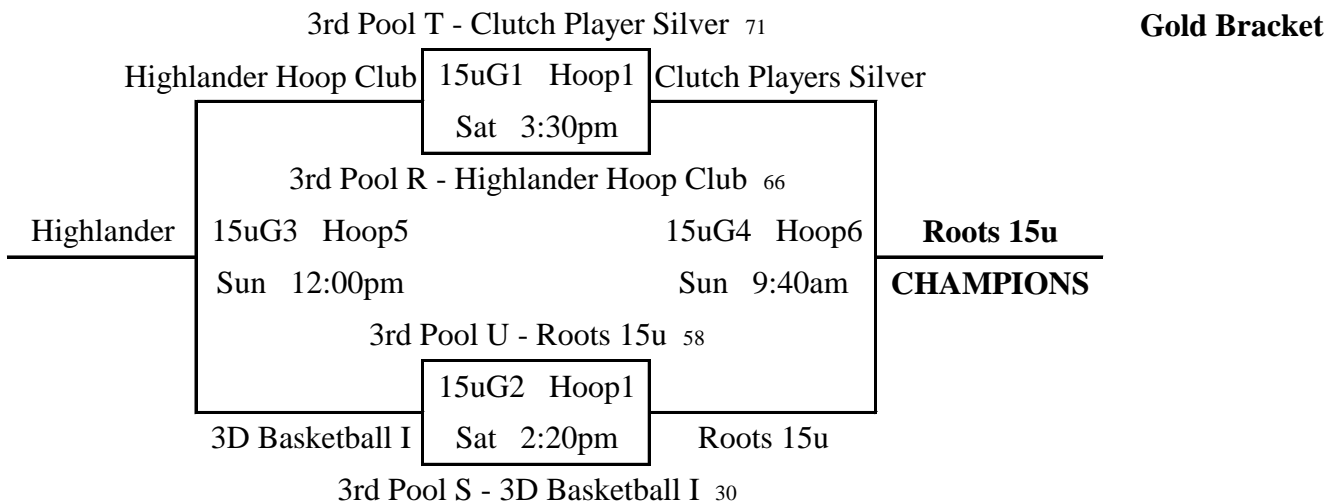 3rd Pool T - Clutch Player Silver 71
Gold Bracket
Highlander Hoop Club 15uG1 Hoop1 Clutch Players Silver
Sat 3:30pm
3rd Pool R - Highlander Hoop Club 66
Highlander 15uG3 Hoop5 15uG4 Hoop6 Roots 15u
Sun 12:00pm Sun 9:40am CHAMPIONS
3rd Pool U - Roots 15u 58
15uG2 Hoop1
3D Basketball I Sat 2:20pm Roots 15u
3rd Pool S - 3D Basketball I 30